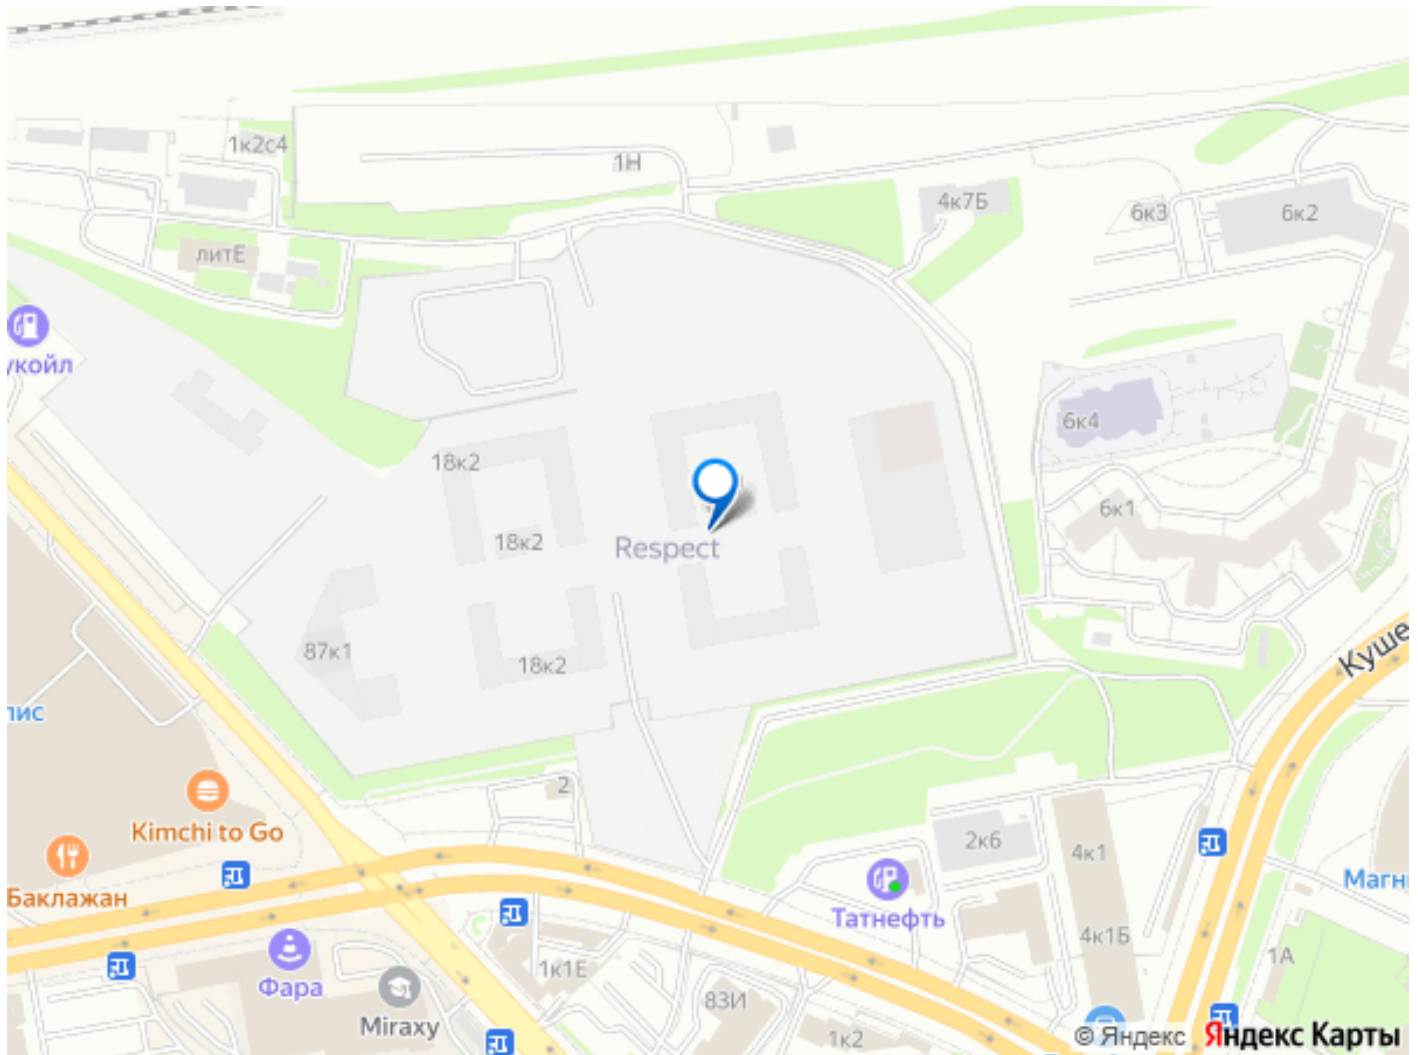 1к2с4
1Н
4к7Б
6к3
6к2
литЕ
укойл
6к4
18к2
6к1
18к2
Respect
87к1
18к2
Куше
лис
2
Kimchi to Go
2к6
4к1
Баклажан
Магн
Татнефть
4к1Б
1А
1к1Е
Фара
83И
Miraxy
1к2
© Яндекс Яндекс Карты